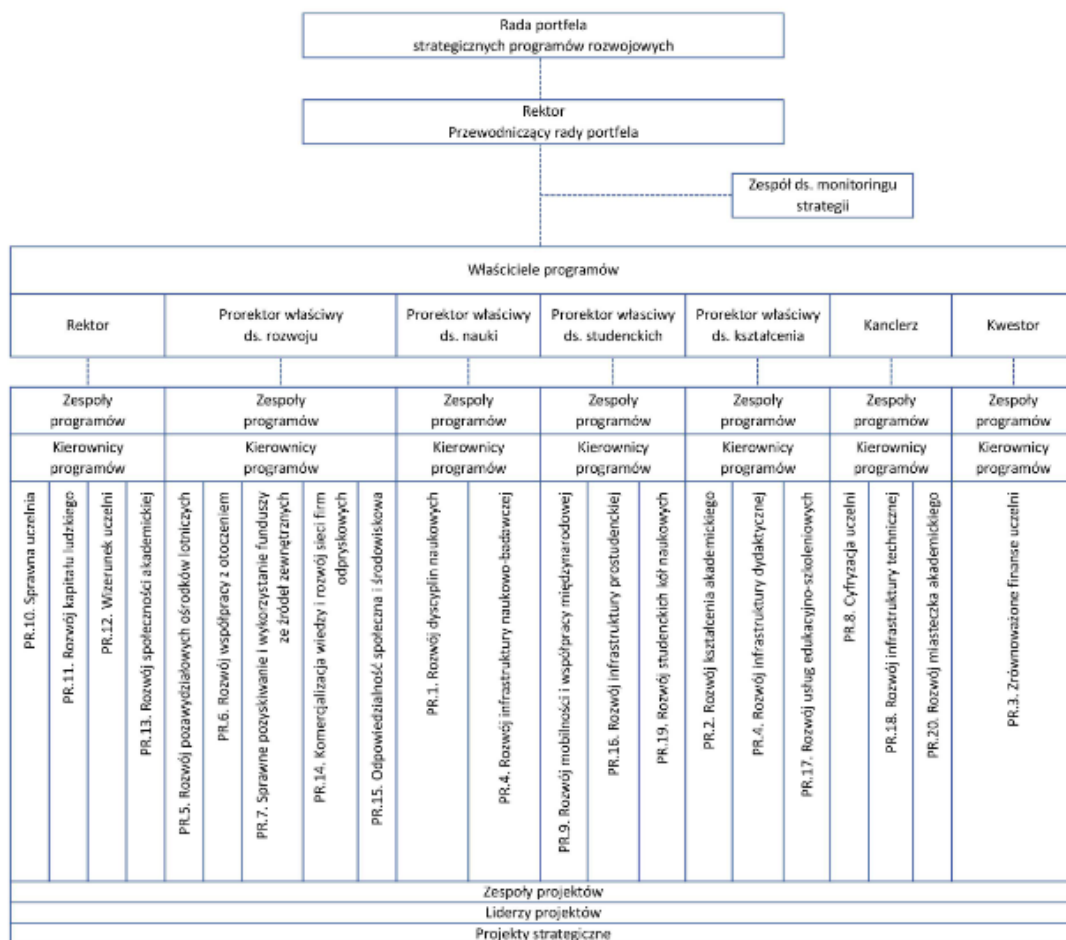 Rada portfela
strategicznych programów rozwojowych
Rektor
Przewodniczący rady portfela
Zespół ds. monitoringu
strategii
Właściciele programów
Rektor
Prorektor właściwy
ds. rozwoju
Prorektor właściwy
ds. nauki
Prorektor własciwy
ds. studenckich
Prorektor właściwy
ds. kształcenia
Kanclerz
Kwestor
Zespoły
programów
Zespoły
programów
Zespoły
programów
Zespoły
programów
Zespoły
programów
Zespoły
programów
Zespoły
programów
Kierownicy
programów
Kierownicy
programów
Kierownicy
programów
Kierownicy
programów
Kierownicy
programów
Kierownicy
programów
Kierownicy
programów
PR.10. Sprawna uczelnia
PR.11. Rozwój kapitału ludzkiego
PR.12. Wizerunek uczelni
PR.13. Rozwój społeczności akademickiej
PR.5. Rozwój pozawydziałowych ośrodków lotniczych
PR.6. Rozwój współpracy z otoczeniem
PR.7. Sprawne pozyskiwanie i wykorzystanie funduszy
ze źródeł zewnętrznych
PR.14. Komercjalizacja wiedzy i rozwój sieci firm
odpryskowych
PR.15. Odpowiedzialność społeczna i środowiskowa
PR.1. Rozwój dyscyplin naukowych
PR.4. Rozwój infrastruktury naukowo-badawczej
PR.9. Rozwój mobilności i współpracy międzynarodowej
PR.16. Rozwój infrastruktury prostudenckiej
PR.19. Rozwój studenckich kół naukowych
PR.2. Rozwój kształcenia akademickiego
PR.4. Rozwój infrastruktury dydaktycznej
PR.17. Rozwój usług edukacyjno-szkoleniowych
PR.8. Cyfryzacja uczelni
PR.18. Rozwój infrastruktury technicznej
PR.20. Rozwój miasteczka akademickiego
PR.3. Zrównoważone finanse uczelni
Zespoły projektów
Liderzy projektów
Projekty strategiczne